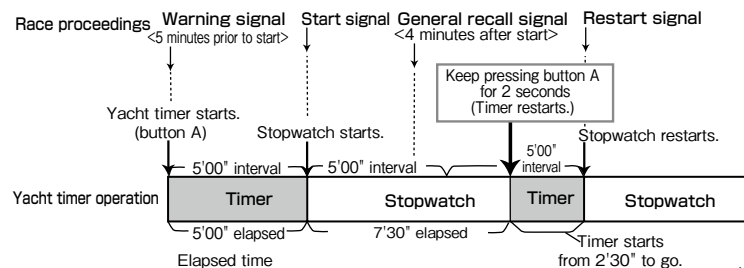 Race proceedings
Warning signal
<5 minutes prior to start>
Start signal
General recall signal
<4 minutes after start>
Restart signal
Keep pressing button A
for 2 seconds
(Timer restarts.)
Yacht timer starts.
(button A)
Stopwatch starts.
Stopwatch restarts.
5'00" interval
5'00" interval
5'00"
interval
Yacht timer operation
Timer
Stopwatch
Timer
Stopwatch
5'00" elapsed
7'30" elapsed
Timer starts
from 2'30" to go.
Elapsed time